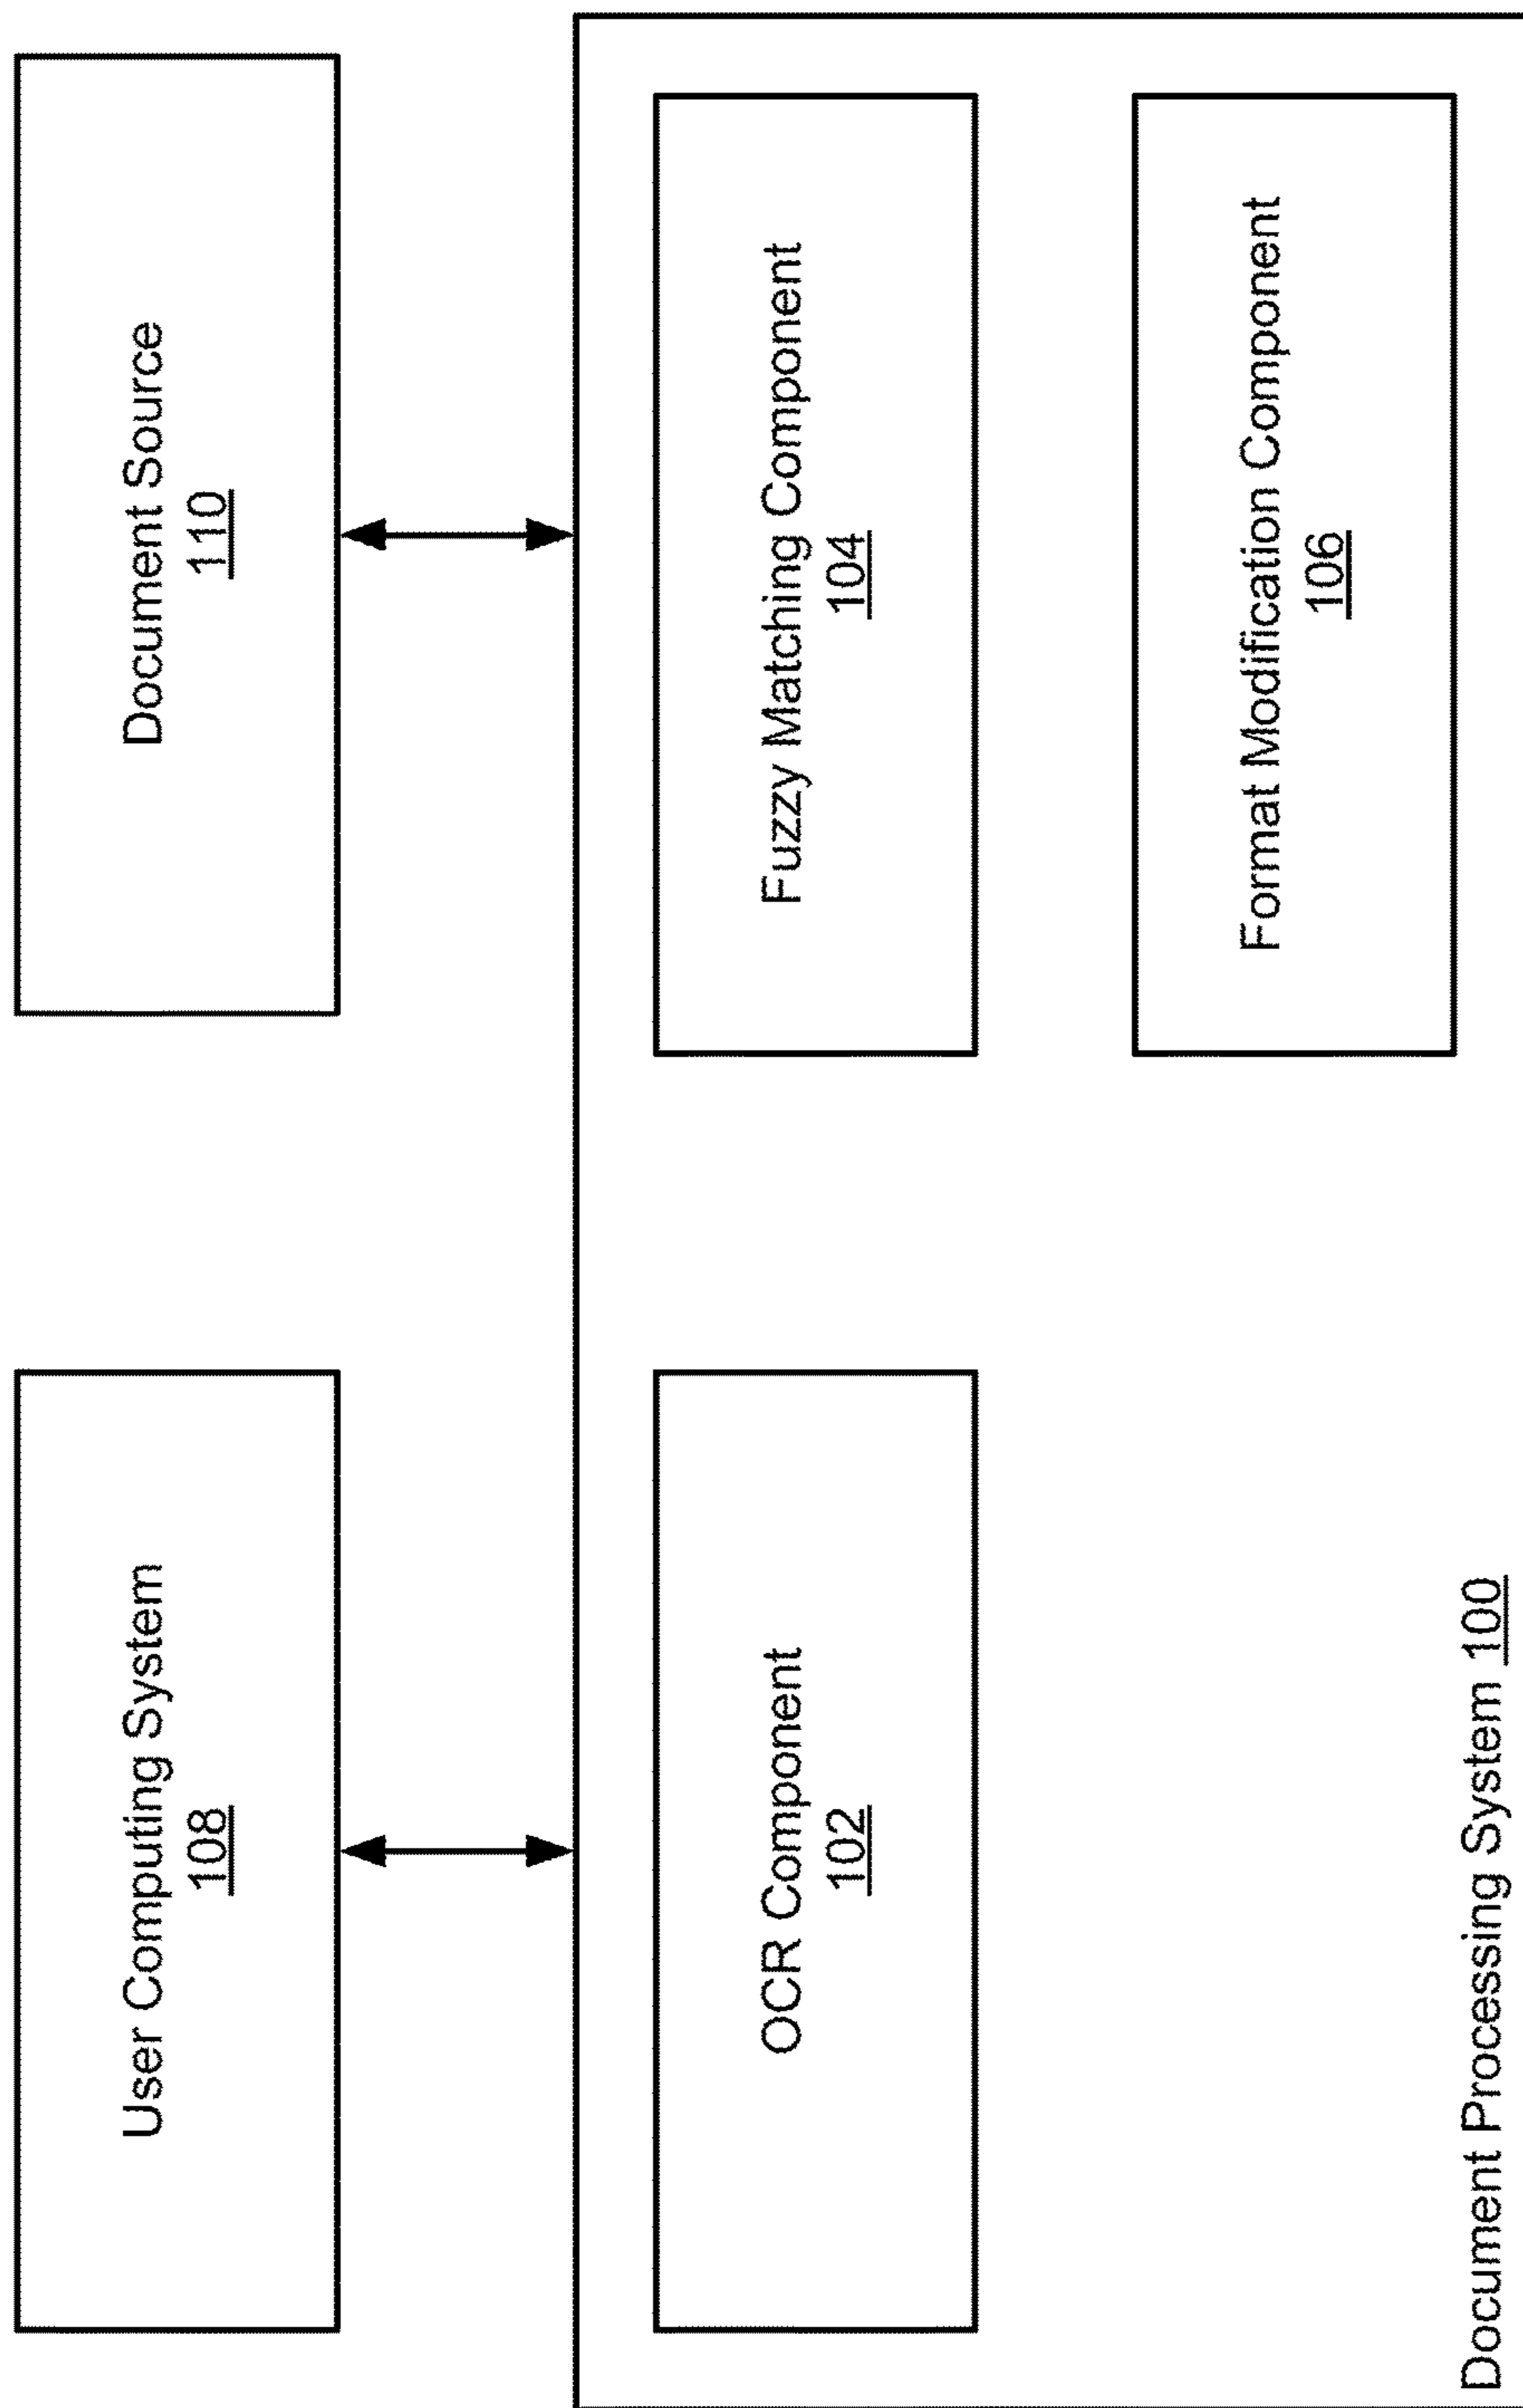 User Computing System
108
Document Source
110
OCR Component
102
Fuzzy Matching Component
104
Format Modification Component
106
Document Processing System 100